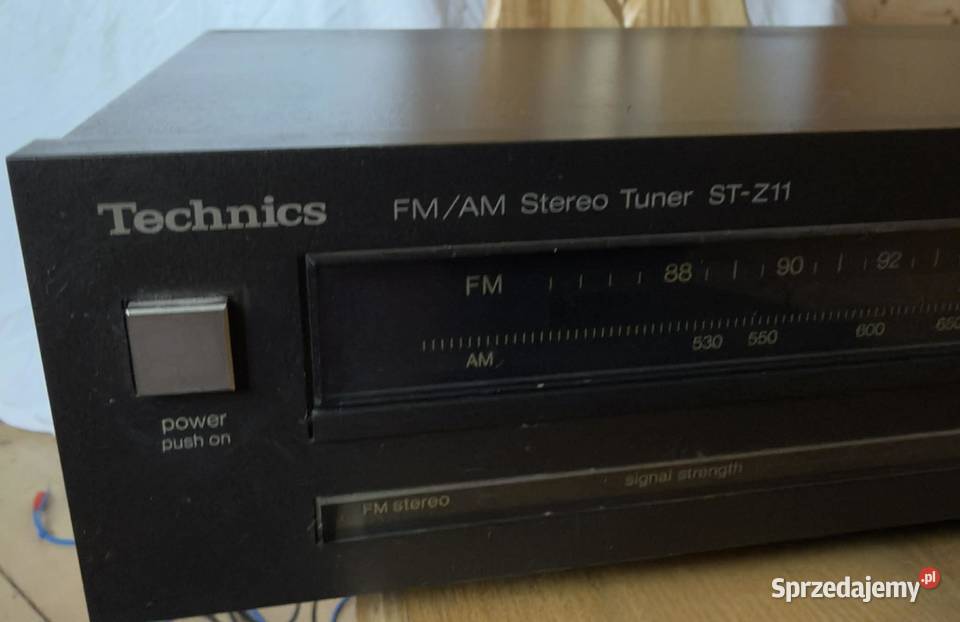 Technics
FM/AM Stereo Tuner ST-Z11
FM 88 90 92
530 550 600 650
AM
power
push on
signal strength
FM stereo
Sprzedajemy.pl